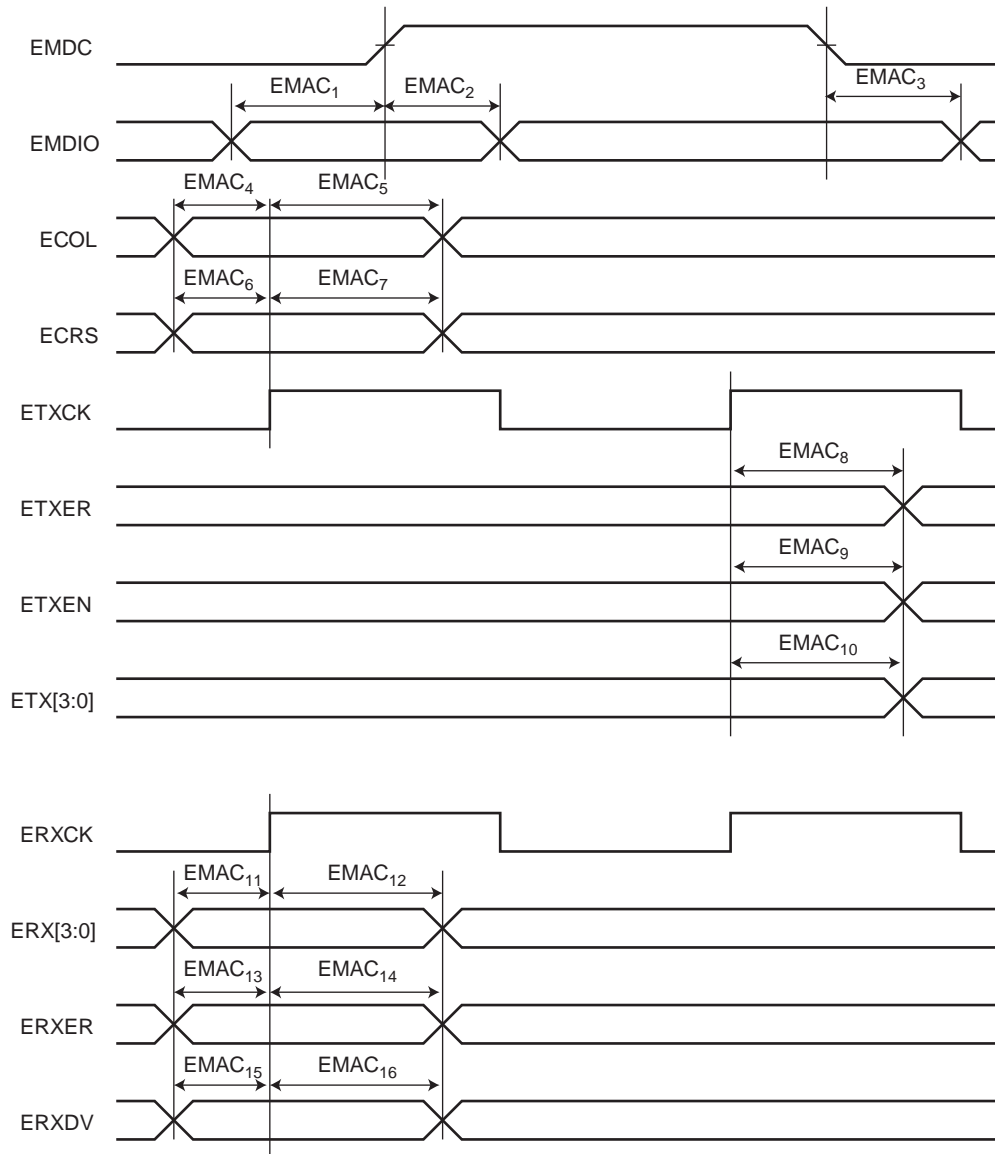 EMDC
EMAC₁ EMAC₂ EMAC₃
EMDIO
EMAC₄ EMAC₅
ECOL
EMAC₆ EMAC₇
ECRS
ETXCK
EMAC₈
ETXER
EMAC₉
ETXEN
EMAC₁₀
ETX[3:0]
ERXCK
EMAC₁₁ EMAC₁₂
ERX[3:0]
EMAC₁₃ EMAC₁₄
ERXER
EMAC₁₅ EMAC₁₆
ERXDV